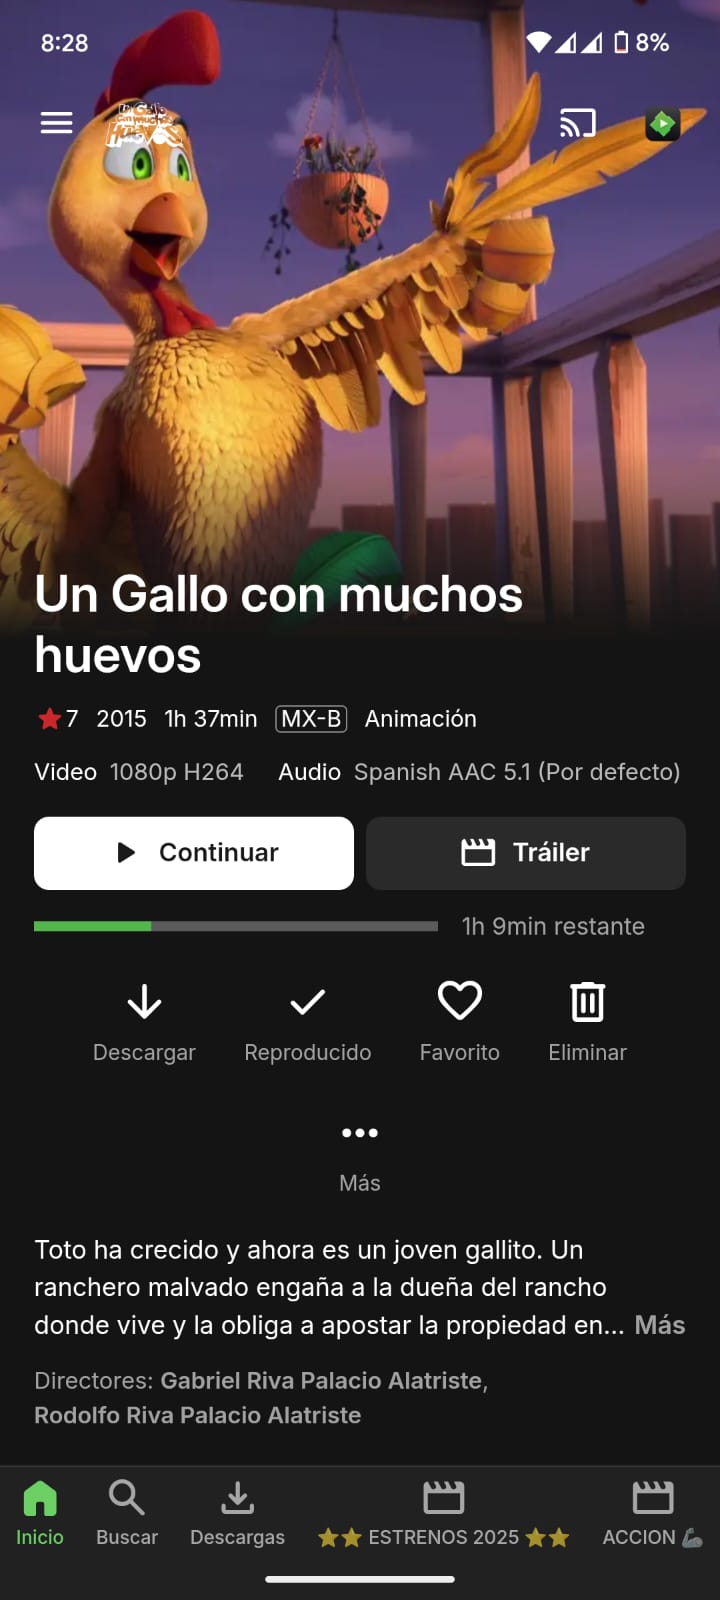 8:28
8%
Un Gallo
con muchos
HUEVOS
Un Gallo con muchos
huevos
7 2015 1h 37min MX-B Animación
Video 1080p H264 Audio Spanish AAC 5.1 (Por defecto)
Continuar
Tráiler
1h 9min restante
Descargar Reproducido Favorito Eliminar
Más
Toto ha crecido y ahora es un joven gallito. Un
ranchero malvado engaña a la dueña del rancho
donde vive y la obliga a apostar la propiedad en... Más
Directores: Gabriel Riva Palacio Alatriste,
Rodolfo Riva Palacio Alatriste
Inicio Buscar Descargas ⭐⭐ ESTRENOS 2025 ⭐⭐ ACCION 🦾